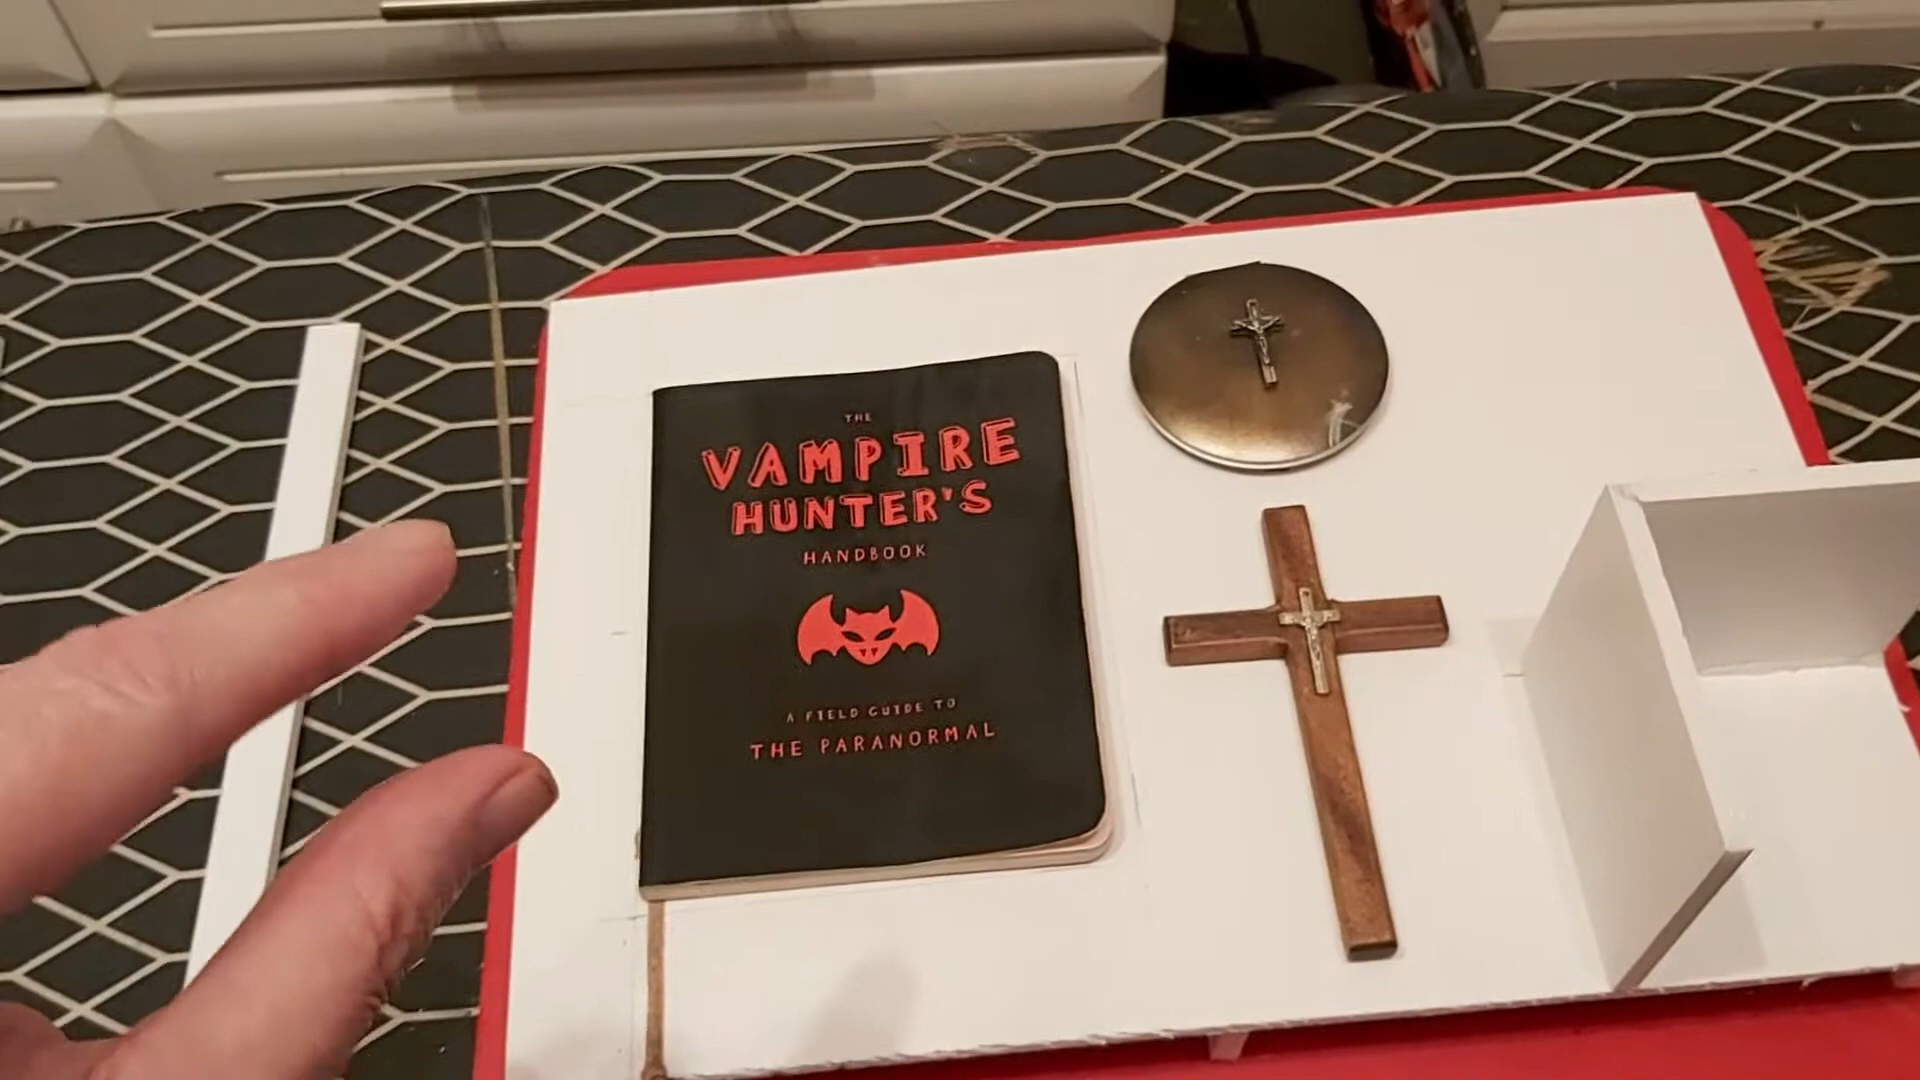 THE
VAMPIRE
HUNTER'S
HANDBOOK
A FIELD GUIDE TO
THE PARANORMAL